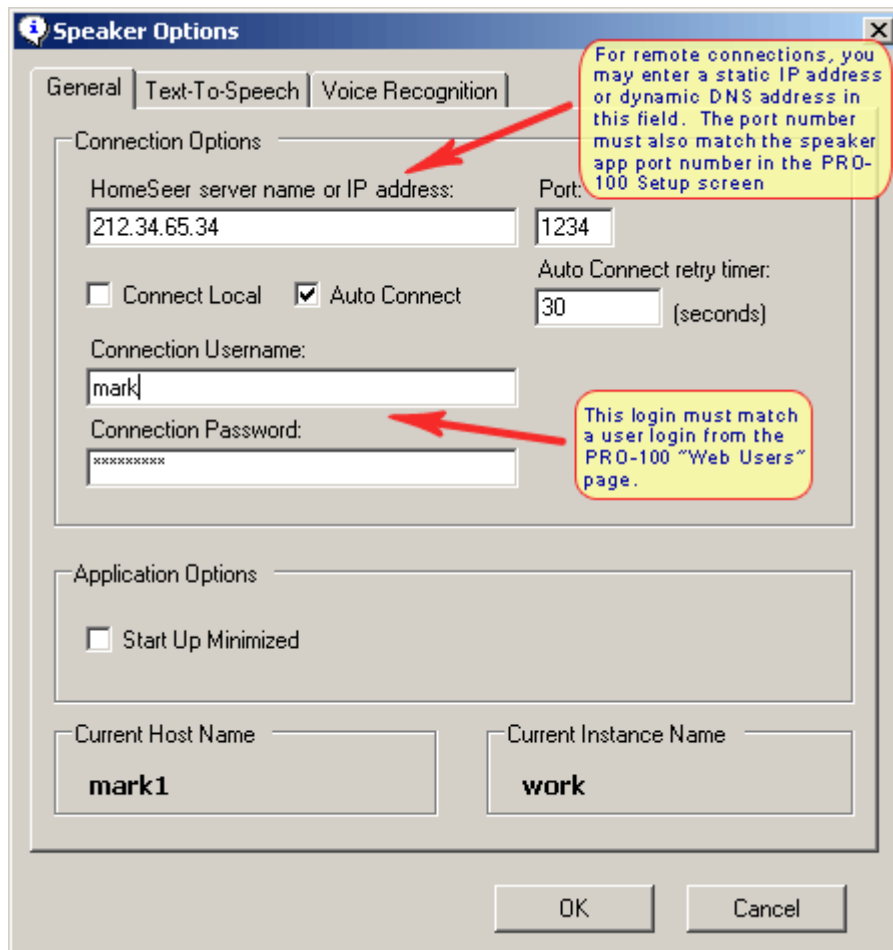 Speaker Options
General
Text-To-Speech
Voice Recognition
For remote connections, you
may enter a static IP address
or dynamic DNS address in
this field. The port number
must also match the speaker
app port number in the PRO-
100 Setup screen
Connection Options
HomeSeer server name or IP address:
Port:
212.34.65.34
1234
Connect Local
Auto Connect
Auto Connect retry timer:
30
(seconds)
Connection Username:
mark
Connection Password:
×××××××××
This login must match
a user login from the
PRO-100 "Web Users"
page.
Application Options
Start Up Minimized
Current Host Name
mark1
Current Instance Name
work
OK
Cancel